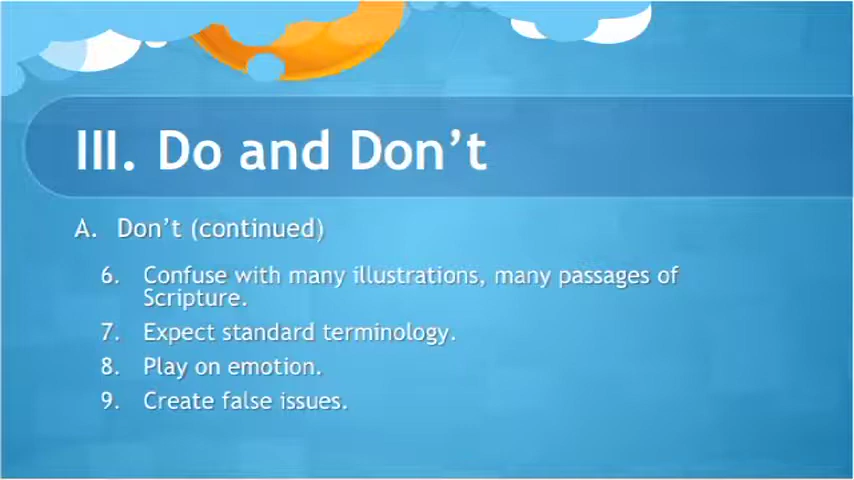 III. Do and Don’t
A. Don’t (continued)
6. Confuse with many illustrations, many passages of
Scripture.
7. Expect standard terminology.
8. Play on emotion.
9. Create false issues.